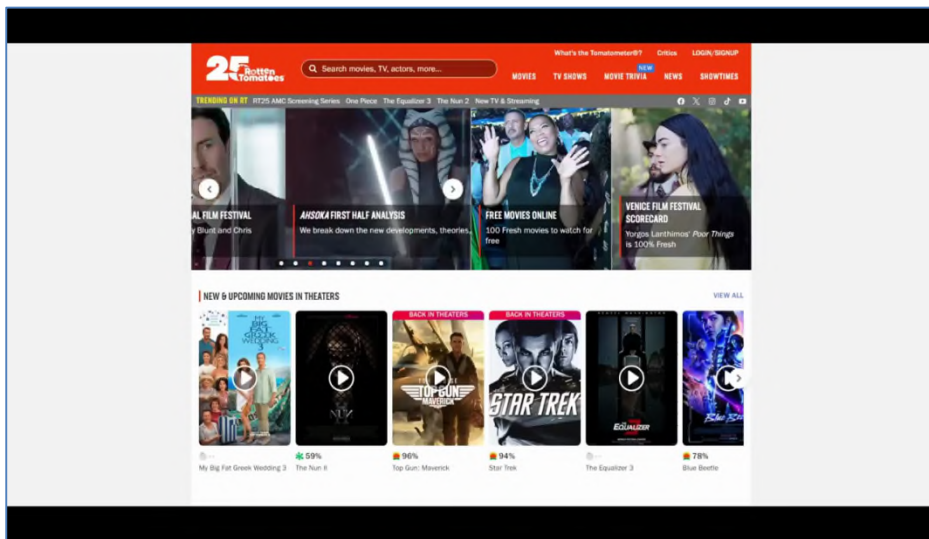 What's the Tomatometer®? Critics LOGIN/SIGNUP
25 Rotten Tomatoes
Search movies, TV, actors, more...
NEW
MOVIES TV SHOWS MOVIE TRIVIA NEWS SHOWTIMES
TRENDING ON RT RT25 AMC Screening Series One Piece The Equalizer 3 The Nun 2 New TV & Streaming
AL FILM FESTIVAL
y Blunt and Chris
AHSOKA FIRST HALF ANALYSIS
We break down the new developments, theories,
FREE MOVIES ONLINE
100 Fresh movies to watch for
free
VENICE FILM FESTIVAL
SCORECARD
Yorgos Lanthimos' Poor Things
is 100% Fresh
NEW & UPCOMING MOVIES IN THEATERS VIEW ALL
MY
BIG
FAT
GREEK
WEDDING
3
NUN
BACK IN THEATERS
TOP GUN
MAVERICK
BACK IN THEATERS
STAR TREK
EQUALIZER
3
- - 59% 96% 94% - - 78%
My Big Fat Greek Wedding 3 The Nun II Top Gun: Maverick Star Trek The Equalizer 3 Blue Beetle